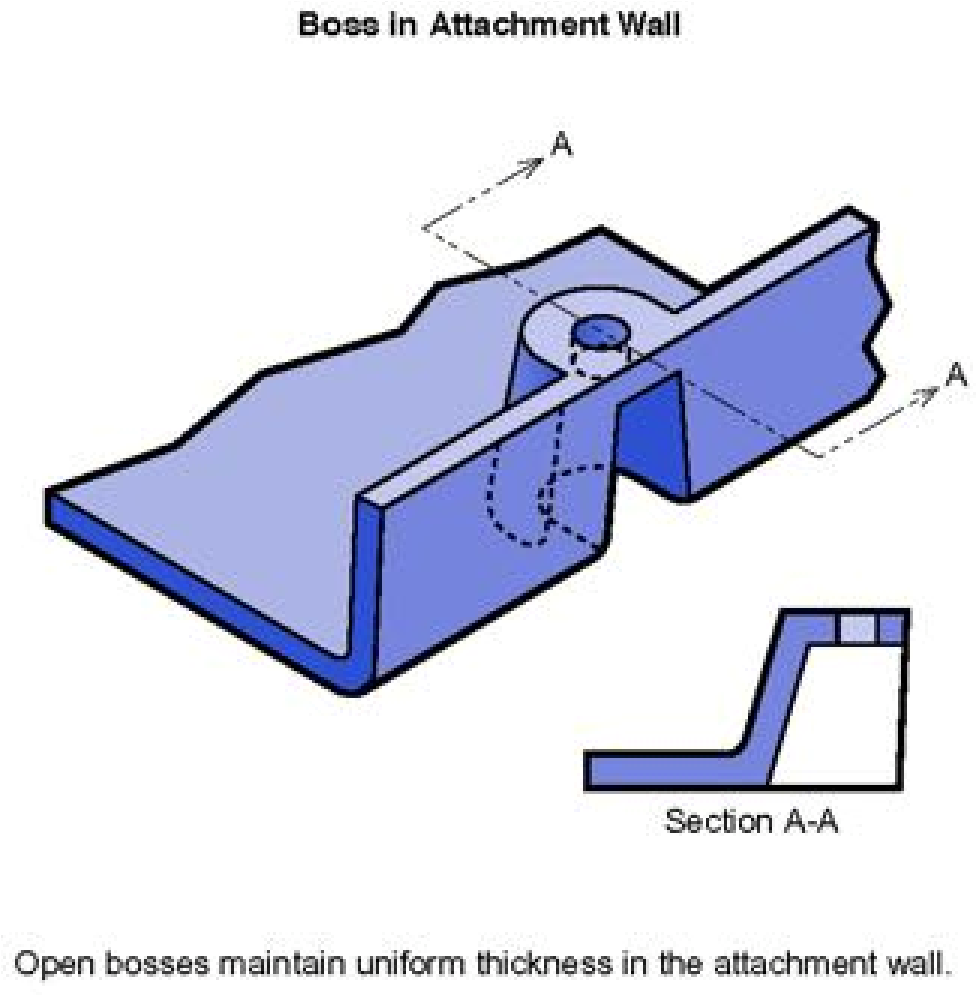 Boss in Attachment Wall
A
A
Section A-A
Open bosses maintain uniform thickness in the attachment wall.